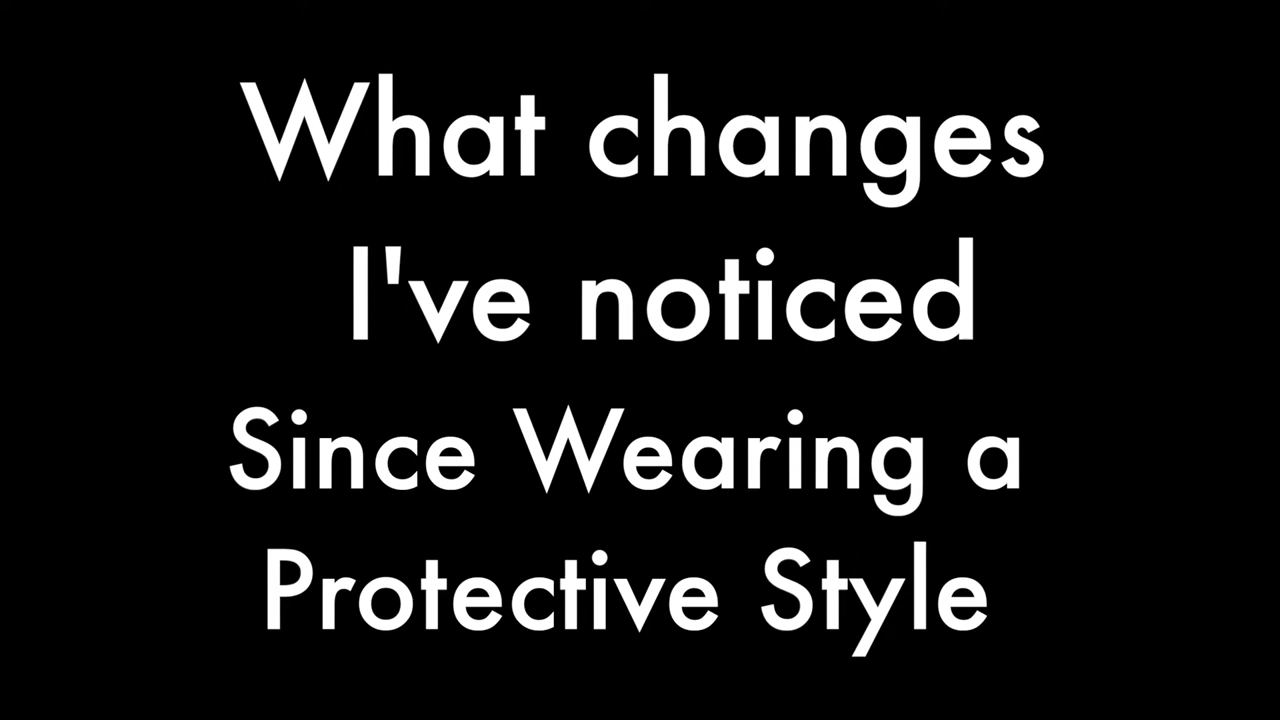 What changes
I've noticed
Since Wearing a
Protective Style